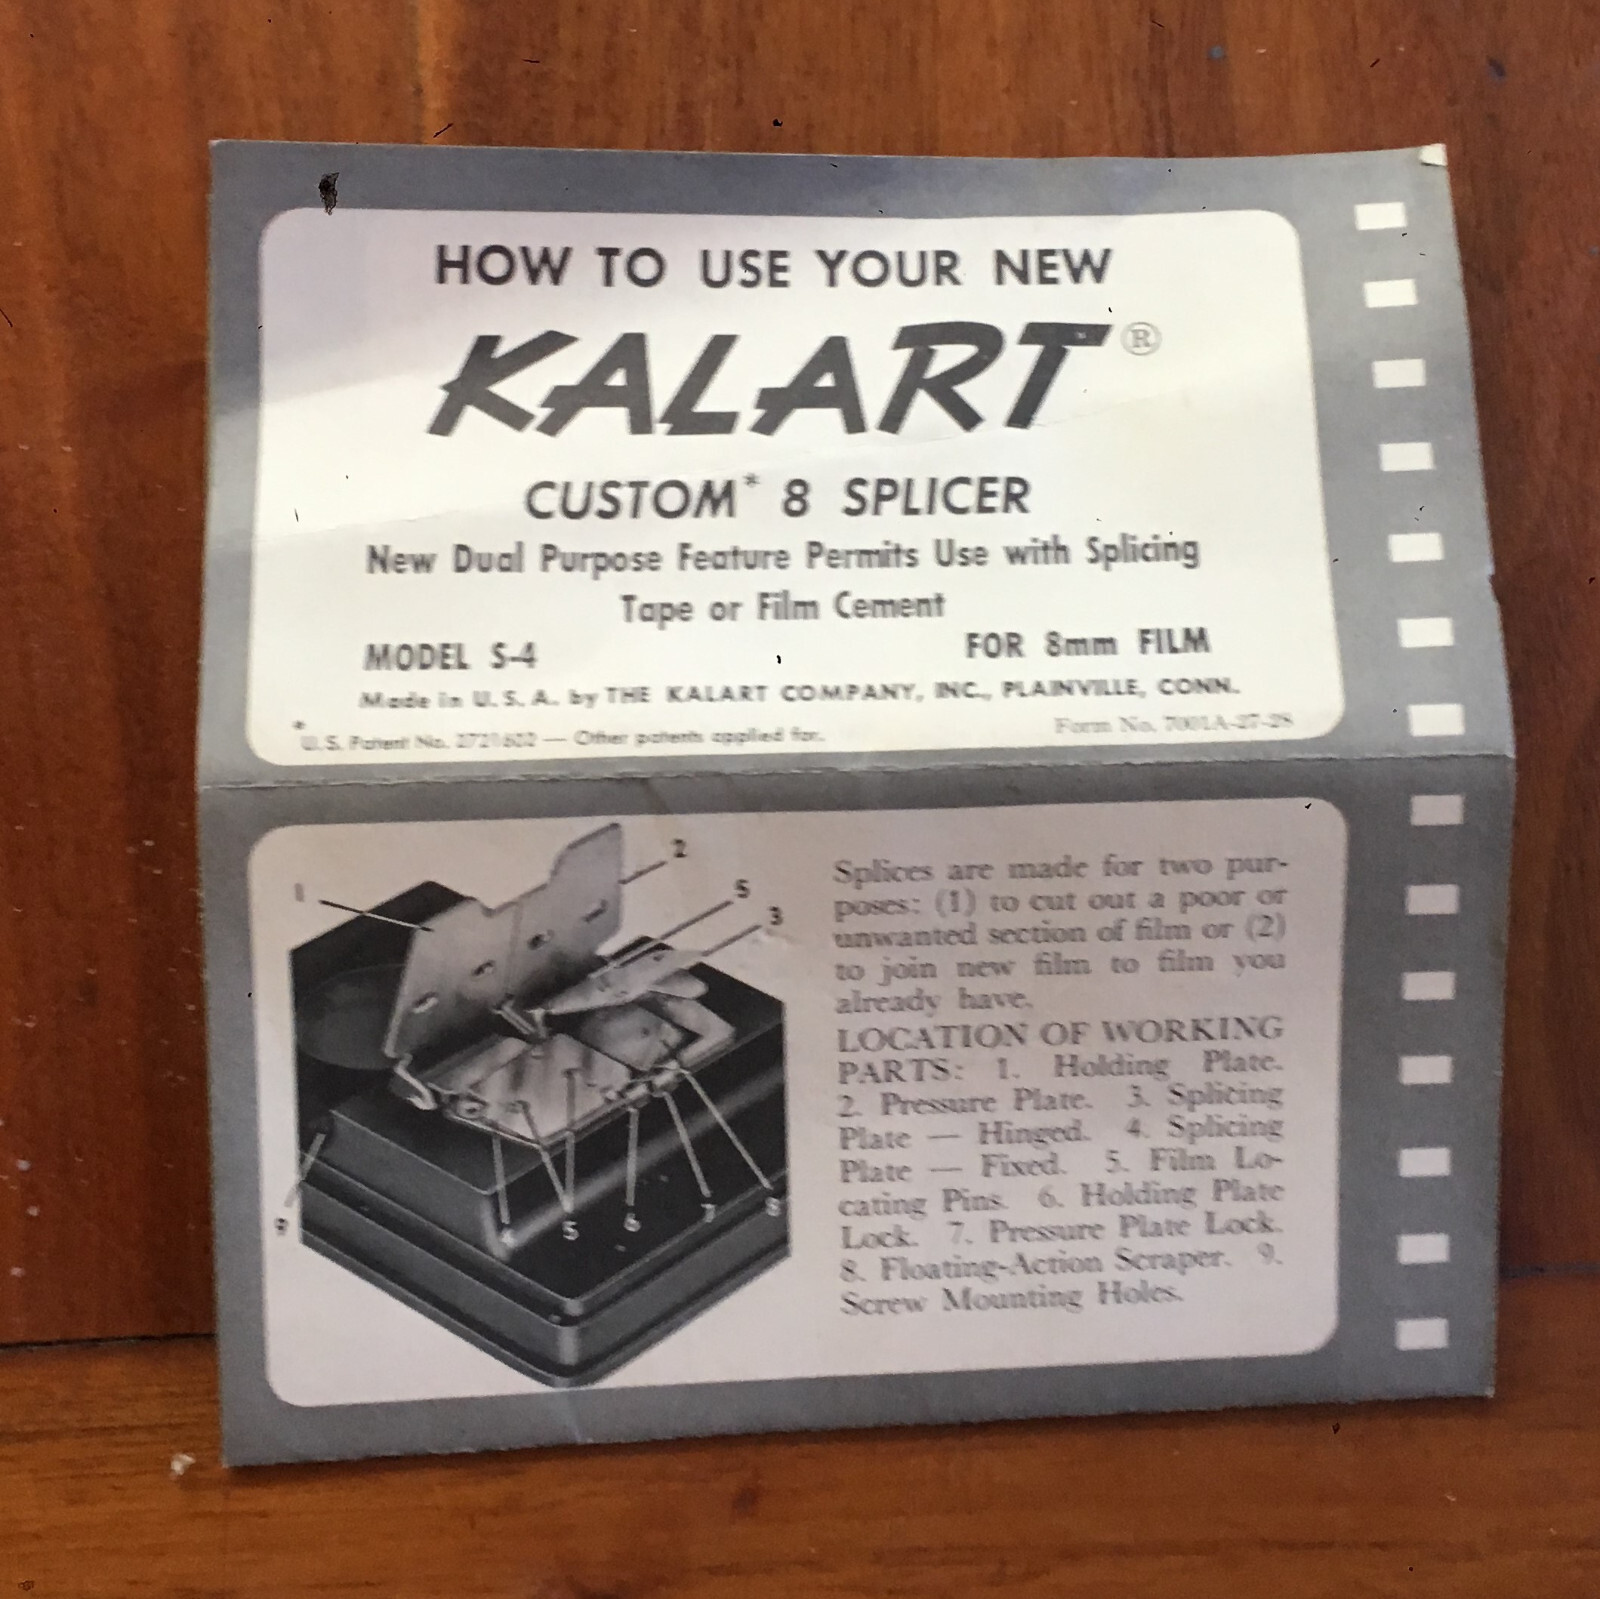 HOW TO USE YOUR NEW
KALART®
CUSTOM* 8 SPLICER
New Dual Purpose Feature Permits Use with Splicing
Tape or Film Cement
MODEL S-4 FOR 8mm FILM
Made in U. S. A. by THE KALART COMPANY, INC., PLAINVILLE, CONN.
* U. S. Patent No. 2721602 — Other patents applied for. Form No. 7001A-27-28
1
2
5
3
9
4
5
6
7
8
Splices are made for two pur-
poses: (1) to cut out a poor or
unwanted section of film or (2)
to join new film to film you
already have.
LOCATION OF WORKING
PARTS: 1. Holding Plate.
2. Pressure Plate. 3. Splicing
Plate — Hinged. 4. Splicing
Plate — Fixed. 5. Film Lo-
cating Pins. 6. Holding Plate
Lock. 7. Pressure Plate Lock.
8. Floating-Action Scraper. 9.
Screw Mounting Holes.